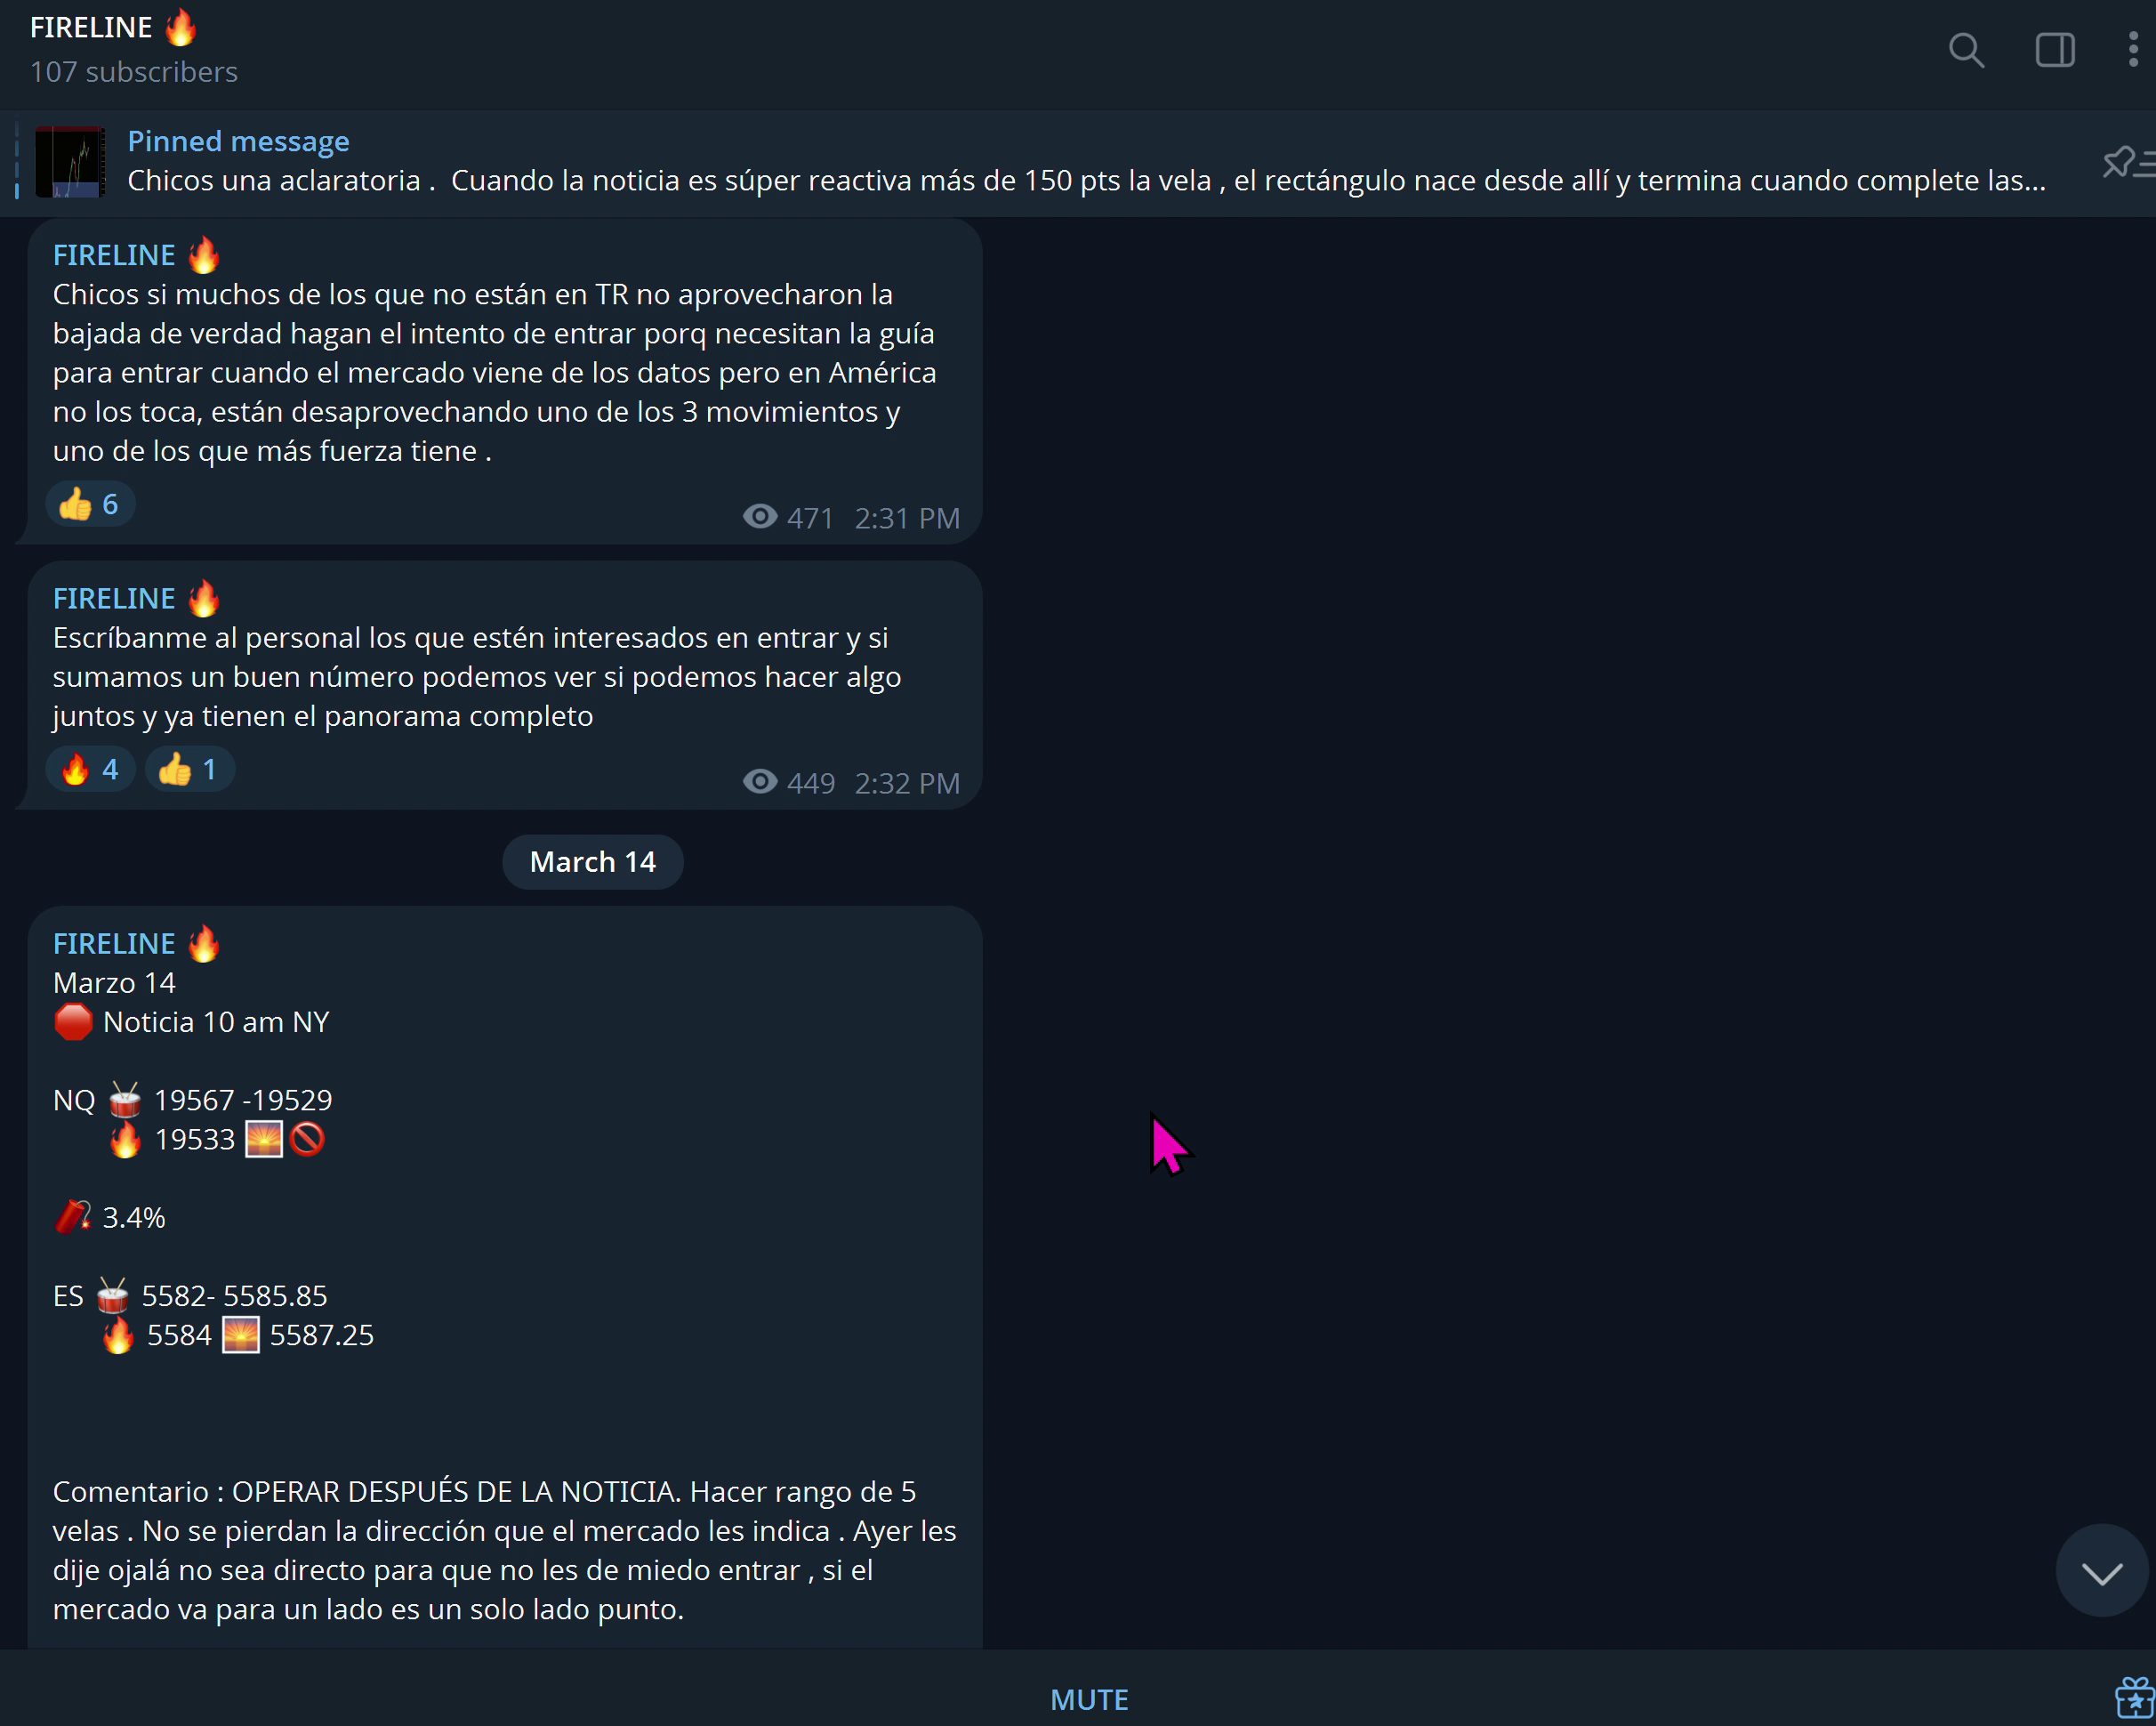 FIRELINE 🔥
107 subscribers
Pinned message
Chicos una aclaratoria .  Cuando la noticia es súper reactiva más de 150 pts la vela , el rectángulo nace desde allí y termina cuando complete las...
FIRELINE 🔥
Chicos si muchos de los que no están en TR no aprovecharon la
bajada de verdad hagan el intento de entrar porq necesitan la guía
para entrar cuando el mercado viene de los datos pero en América
no los toca, están desaprovechando uno de los 3 movimientos y
uno de los que más fuerza tiene .
👍 6
471 2:31 PM
FIRELINE 🔥
Escríbanme al personal los que estén interesados en entrar y si
sumamos un buen número podemos ver si podemos hacer algo
juntos y ya tienen el panorama completo
🔥 4 👍 1
449 2:32 PM
March 14
FIRELINE 🔥
Marzo 14
🛑 Noticia 10 am NY
NQ 🥁 19567 -19529
🔥 19533 🌅🚫
🧨 3.4%
ES 🥁 5582- 5585.85
🔥 5584 🌅 5587.25
Comentario : OPERAR DESPUÉS DE LA NOTICIA. Hacer rango de 5
velas . No se pierdan la dirección que el mercado les indica . Ayer les
dije ojalá no sea directo para que no les de miedo entrar , si el
mercado va para un lado es un solo lado punto.
MUTE